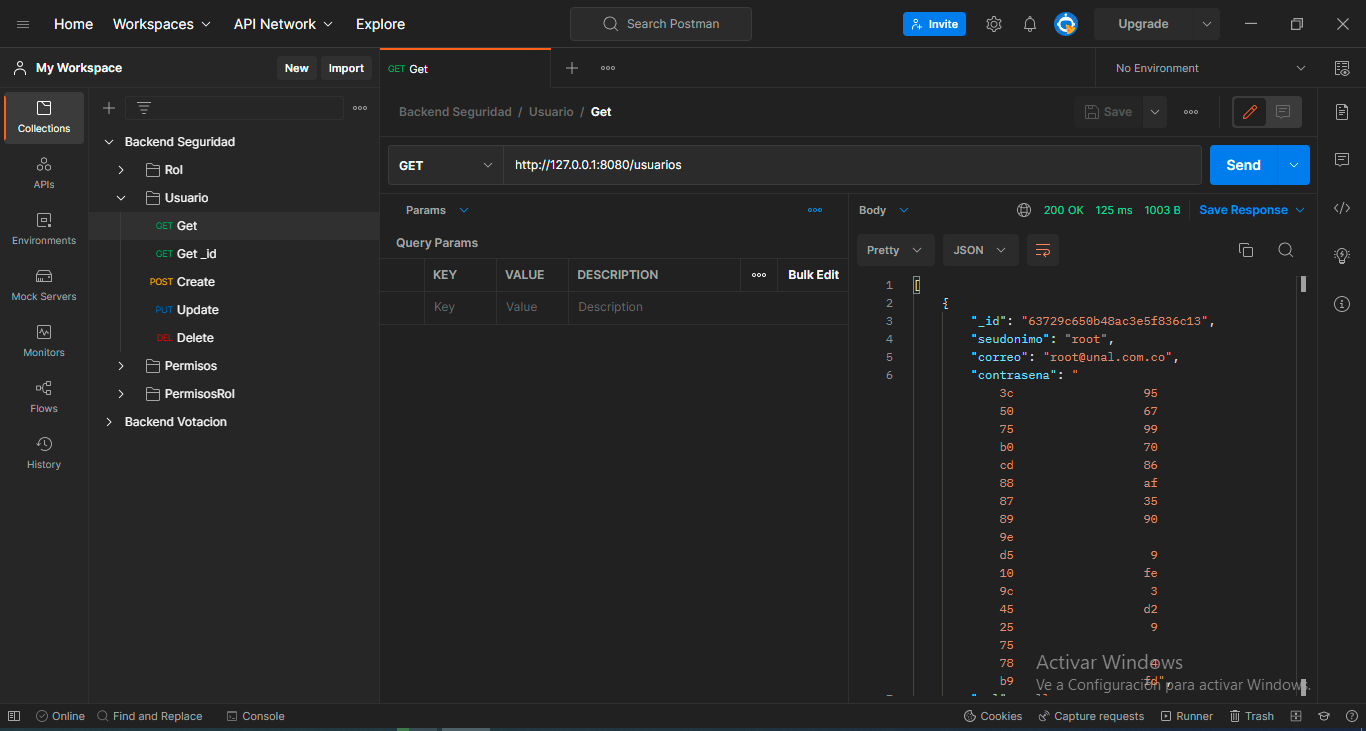 Home Workspaces API Network Explore Search Postman Invite Upgrade
My Workspace New Import GET Get No Environment
Collections
APIs
Environments
Mock Servers
Monitors
Flows
History
Backend Seguridad
Rol
Usuario
GET Get
GET Get _id
POST Create
PUT Update
DEL Delete
Permisos
PermisosRol
Backend Votacion
Backend Seguridad / Usuario / Get Save
GET http://127.0.0.1:8080/usuarios Send
Params
Query Params
KEY VALUE DESCRIPTION Bulk Edit
Key Value Description
Body 200 OK 125 ms 1003 B Save Response
Pretty JSON
1 [
2 {
3 "_id": "63729c650b48ac3e5f836c13",
4 "seudonimo": "root",
5 "correo": "root@unal.com.co",
6 "contrasena": "
3c 95
50 67
75 99
b0 70
cd 86
88 af
87 35
89 90
9e
d5 9
10 fe
9c 3
45 d2
25 9
75
78 4
b9 fd",
Activar Windows
Ve a Configuración para activar Windows.
Online Find and Replace Console Cookies Capture requests Runner Trash